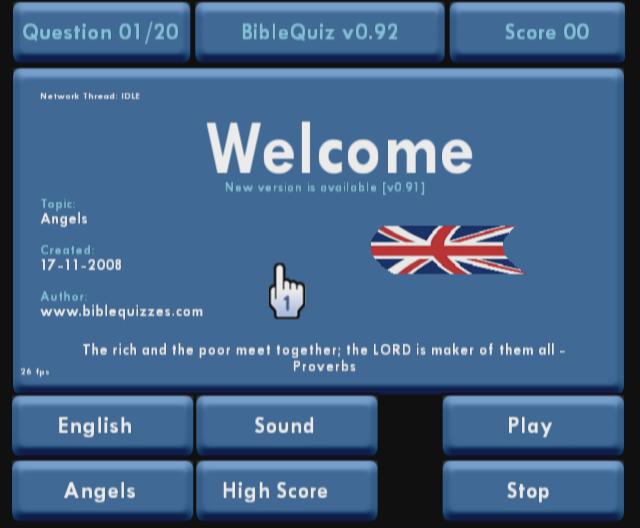 Question 01/20
BibleQuiz v0.92
Score 00
Network Thread: IDLE
Welcome
New version is available [v0.91]
Topic:
Angels
Created:
17-11-2008
Author:
www.biblequizzes.com
1
The rich and the poor meet together; the LORD is maker of them all -
Proverbs
26 fps
English
Sound
Play
Angels
High Score
Stop